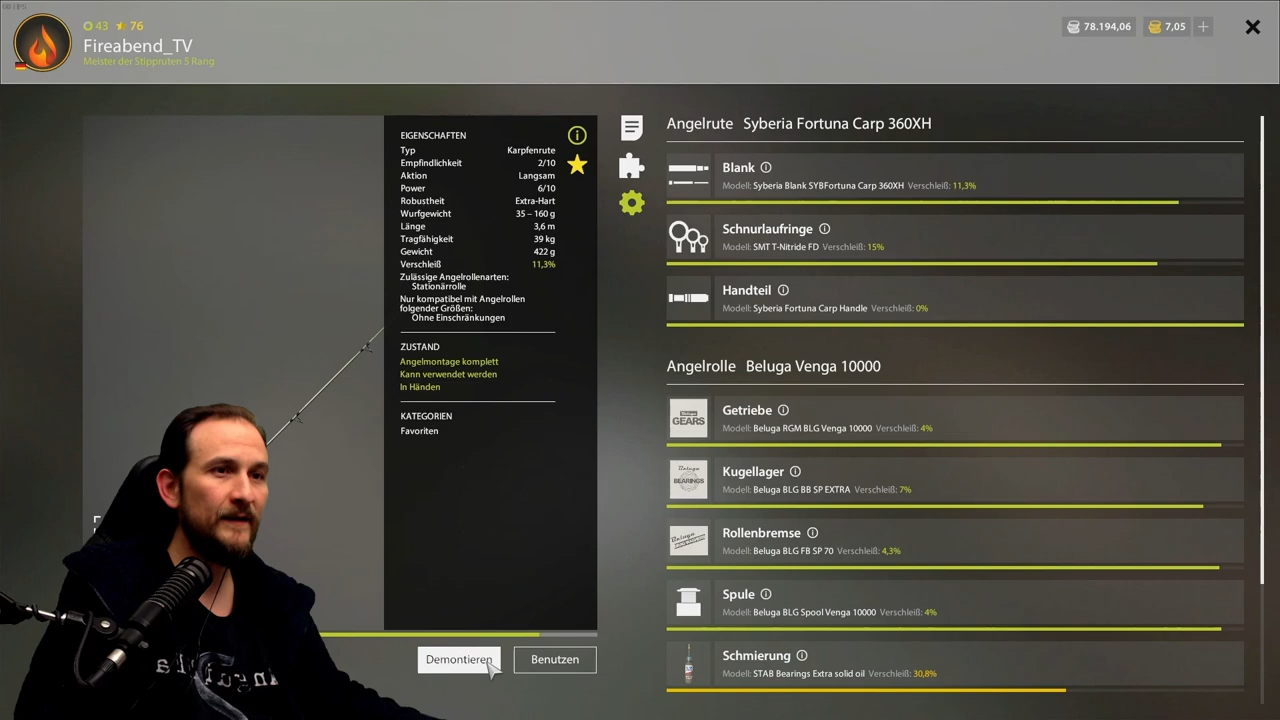 43 76
Fireabend_TV
Meister der Stippruten 5 Rang
78.194,06
7,05
EIGENSCHAFTEN
Typ Karpfenrute
Empfindlichkeit 2/10
Aktion Langsam
Power 6/10
Robustheit Extra-Hart
Wurfgewicht 35 – 160 g
Länge 3,6 m
Tragfähigkeit 39 kg
Gewicht 422 g
Verschleiß 11,3%
Zulässige Angelrollenarten:
Stationärrolle
Nur kompatibel mit Angelrollen
folgender Größen:
Ohne Einschränkungen
ZUSTAND
Angelmontage komplett
Kann verwendet werden
In Händen
KATEGORIEN
Favoriten
Demontieren
Benutzen
Angelrute Syberia Fortuna Carp 360XH
Blank
Modell: Syberia Blank SYBFortuna Carp 360XH Verschleiß: 11,3%
Schnurlaufringe
Modell: SMT T-Nitride FD Verschleiß: 15%
Handteil
Modell: Syberia Fortuna Carp Handle Verschleiß: 0%
Angelrolle Beluga Venga 10000
Getriebe
Modell: Beluga RGM BLG Venga 10000 Verschleiß: 4%
Beluga
GEARS
Kugellager
Modell: Beluga BLG BB SP EXTRA Verschleiß: 7%
Beluga
BEARINGS
Rollenbremse
Modell: Beluga BLG FB SP 70 Verschleiß: 4,3%
Beluga
Spule
Modell: Beluga BLG Spool Venga 10000 Verschleiß: 4%
Schmierung
Modell: STAB Bearings Extra solid oil Verschleiß: 30,8%